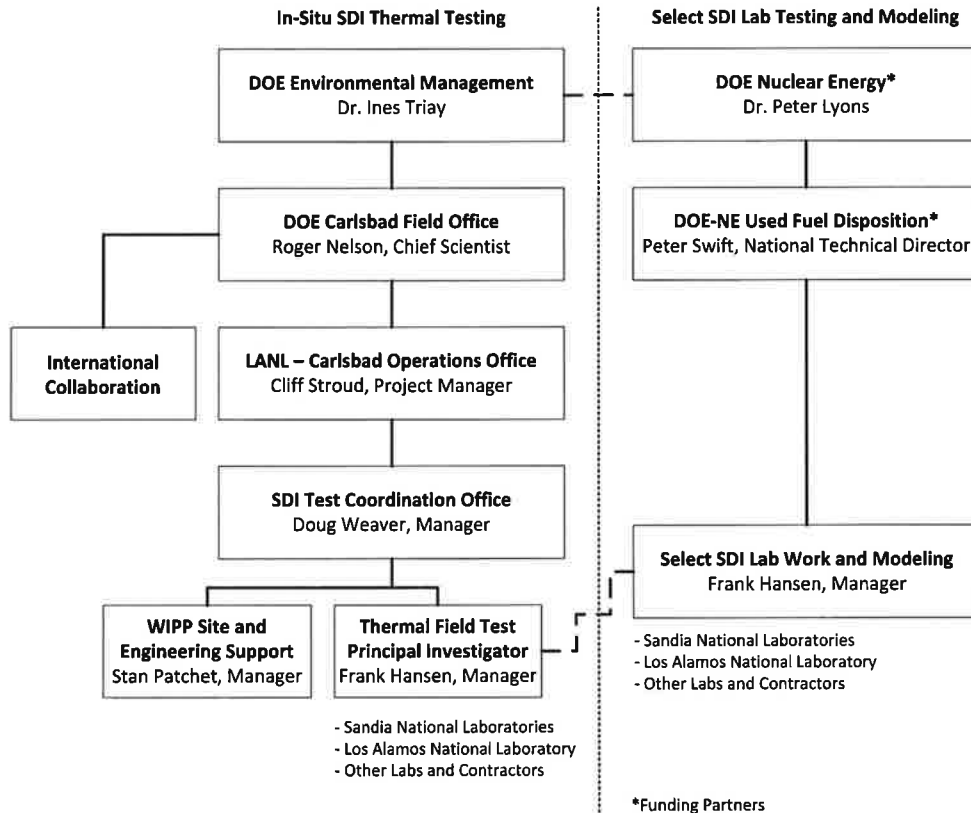 In-Situ SDI Thermal Testing
Select SDI Lab Testing and Modeling
DOE Environmental Management
Dr. Ines Triay
DOE Nuclear Energy*
Dr. Peter Lyons
DOE Carlsbad Field Office
Roger Nelson, Chief Scientist
DOE-NE Used Fuel Disposition*
Peter Swift, National Technical Director
International
Collaboration
LANL – Carlsbad Operations Office
Cliff Stroud, Project Manager
SDI Test Coordination Office
Doug Weaver, Manager
Select SDI Lab Work and Modeling
Frank Hansen, Manager
- Sandia National Laboratories
- Los Alamos National Laboratory
- Other Labs and Contractors
WIPP Site and
Engineering Support
Stan Patchet, Manager
Thermal Field Test
Principal Investigator
Frank Hansen, Manager
- Sandia National Laboratories
- Los Alamos National Laboratory
- Other Labs and Contractors
*Funding Partners